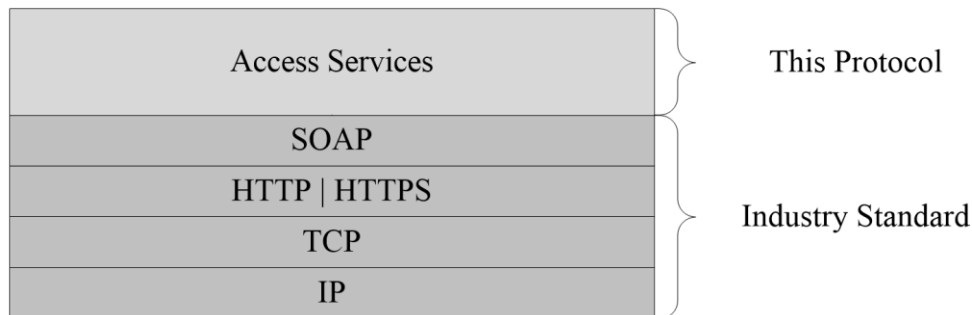 Access Services
This Protocol
SOAP
HTTP | HTTPS
TCP
IP
Industry Standard